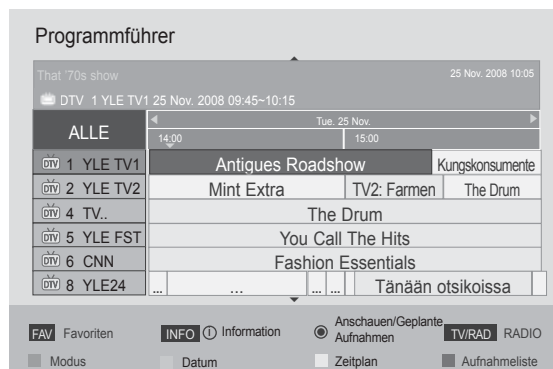 Programmführer
That '70s show 25 Nov. 2008 10:05
DTV 1 YLE TV1 25 Nov. 2008 09:45~10:15
ALLE
Tue. 25 Nov.
14:00 15:00
DTV 1 YLE TV1 Antigues Roadshow Kungskonsumente
DTV 2 YLE TV2 Mint Extra TV2: Farmen The Drum
DTV 4 TV.. The Drum
DTV 5 YLE FST You Call The Hits
DTV 6 CNN Fashion Essentials
DTV 8 YLE24 ... ... ... ... Tänään otsikoissa
FAV Favoriten INFO i Information Anschauen/Geplante Aufnahmen TV/RAD RADIO
Modus Datum Zeitplan Aufnahmeliste